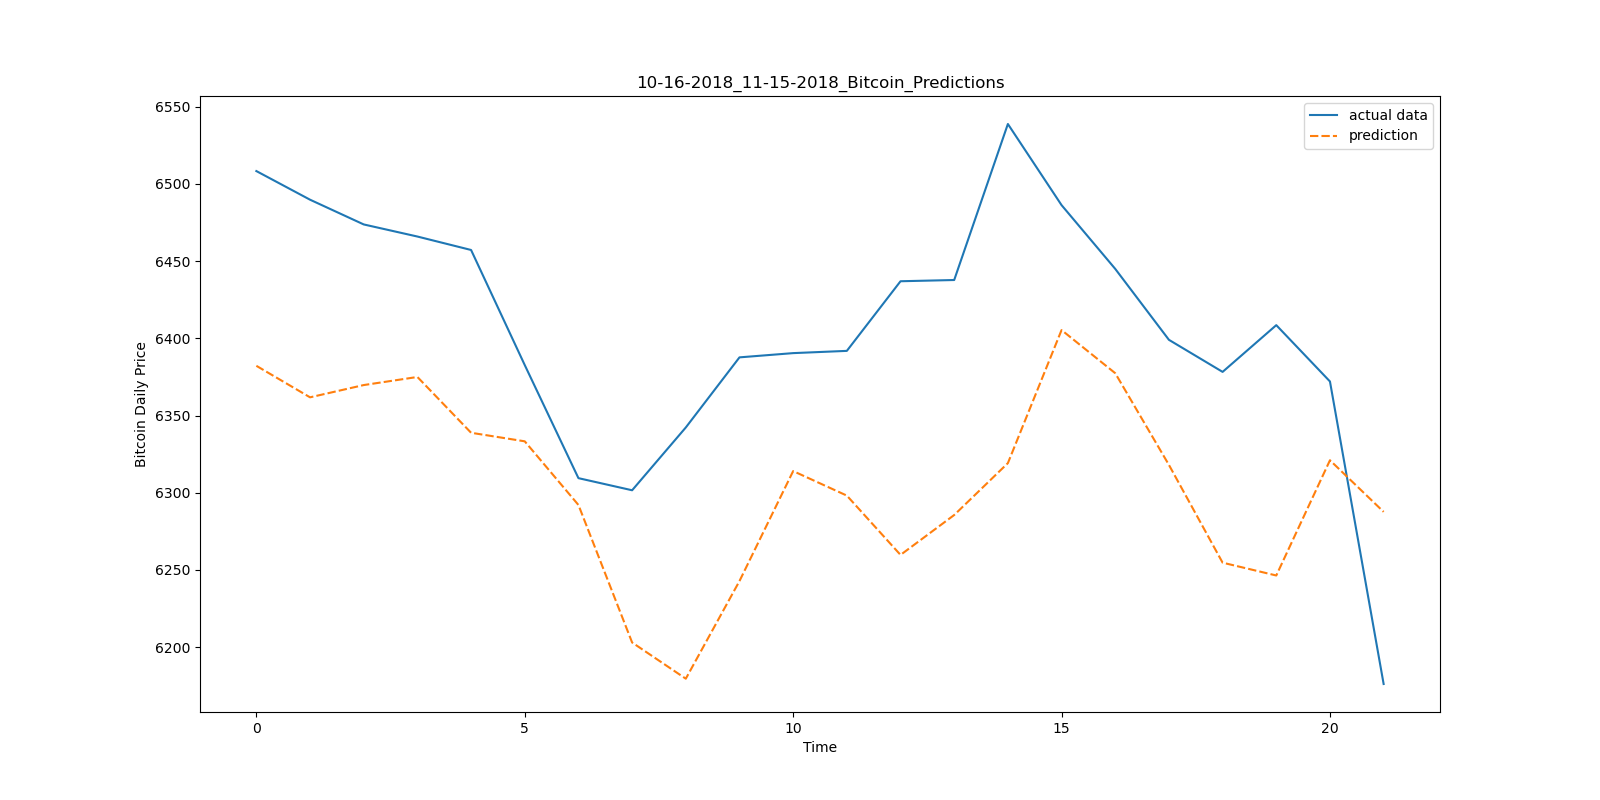 10-16-2018_11-15-2018_Bitcoin_Predictions
actual data
prediction
Bitcoin Daily Price
6550
6500
6450
6400
6350
6300
6250
6200
0 5 10 15 20
Time